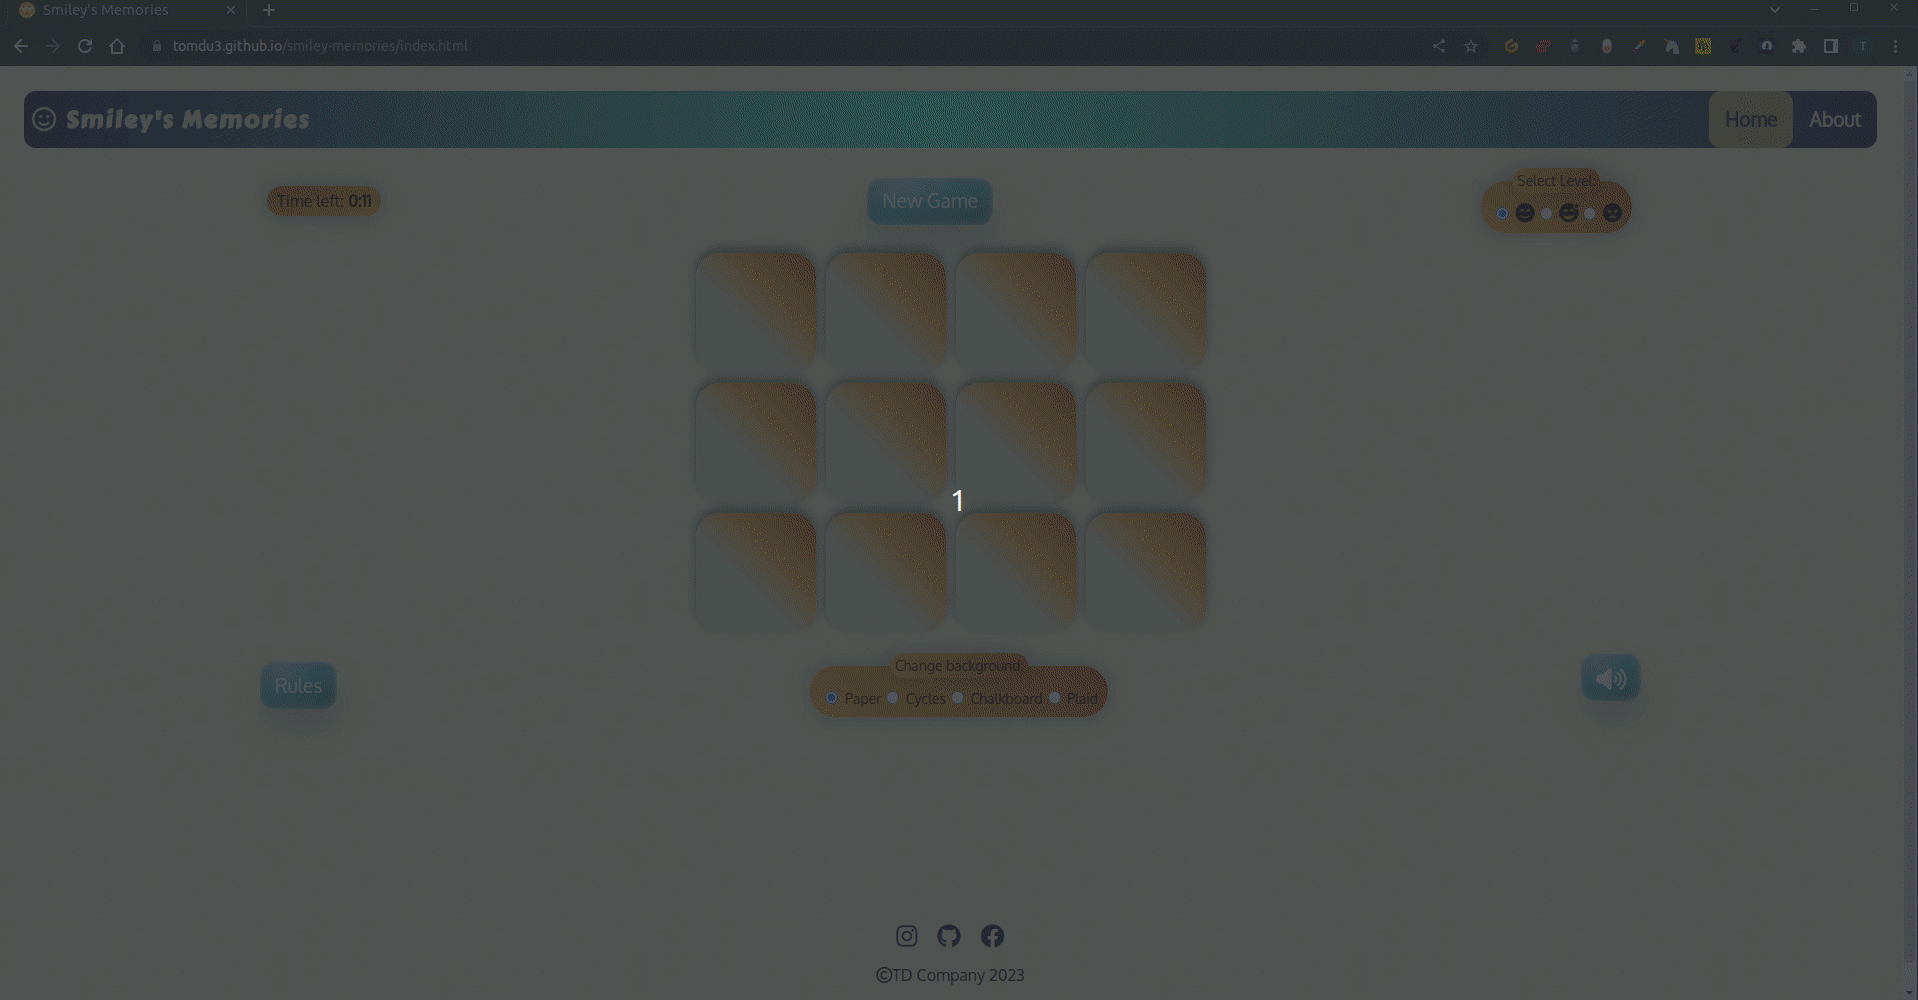 Smiley's Memories
tomdu3.github.io/smiley-memories/index.html
T
Smiley's Memories
Home
About
Time left: 0:11
New Game
Select Level:
1
Rules
Change background:
Paper
Cycles
Chalkboard
Plaid
©TD Company 2023